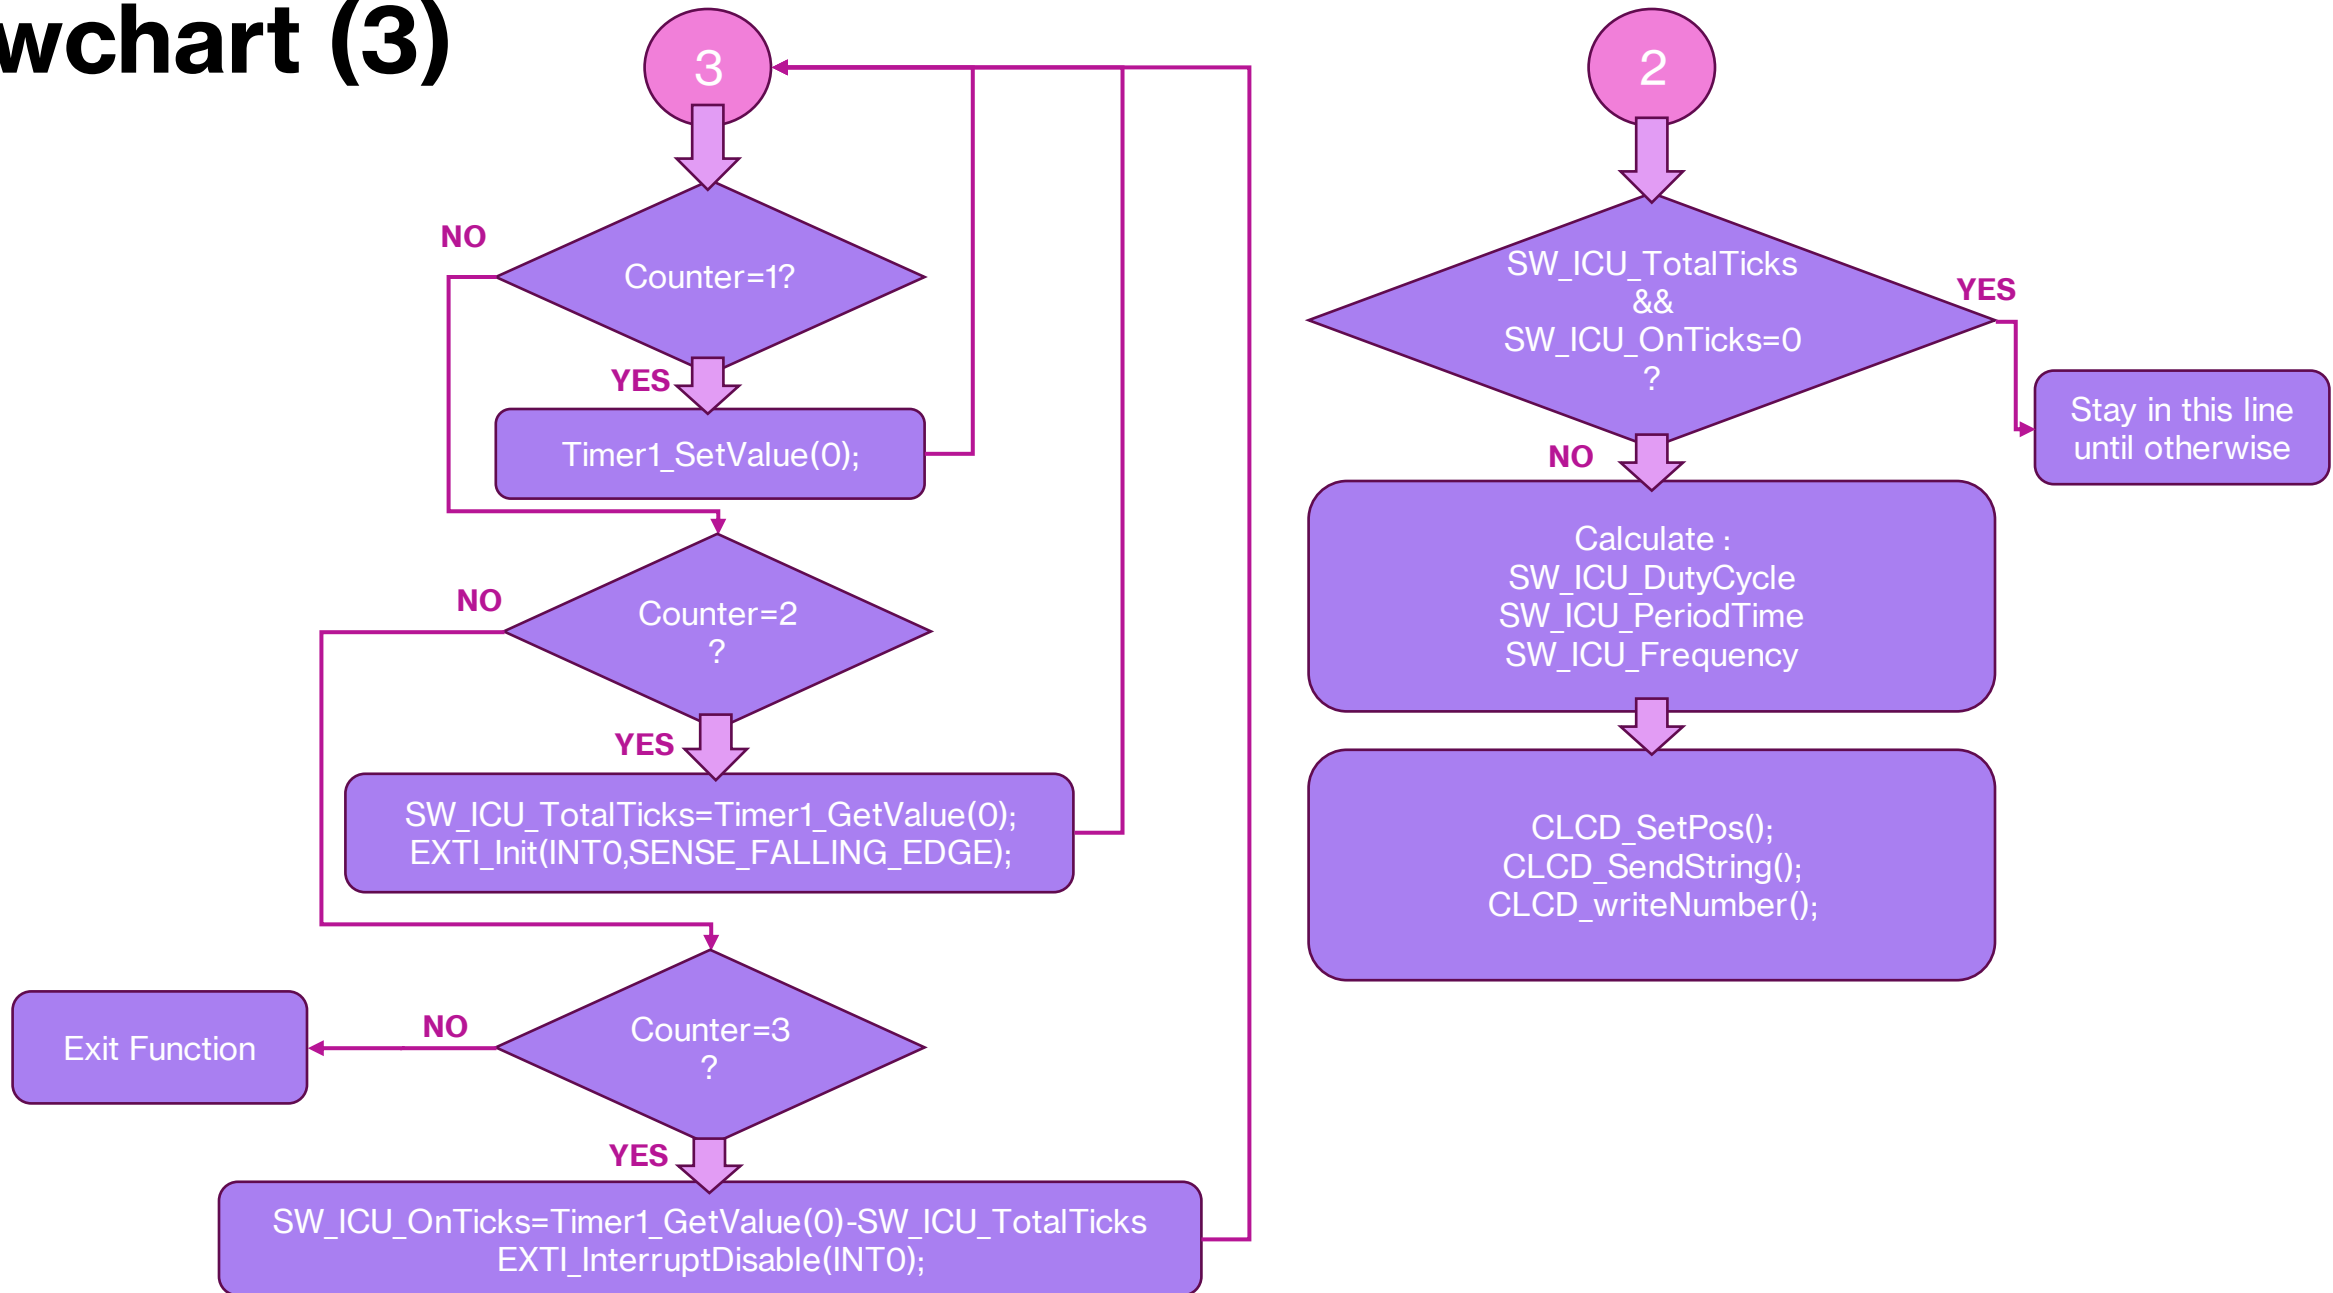 wchart (3)
3
NO
Counter=1?
YES
Timer1_SetValue(0);
NO
Counter=2
?
YES
SW_ICU_TotalTicks=Timer1_GetValue(0);
EXTI_Init(INT0,SENSE_FALLING_EDGE);
NO
Counter=3
?
Exit Function
YES
SW_ICU_OnTicks=Timer1_GetValue(0)-SW_ICU_TotalTicks
EXTI_InterruptDisable(INT0);
2
SW_ICU_TotalTicks
&&
SW_ICU_OnTicks=0
?
YES
Stay in this line
until otherwise
NO
Calculate :
SW_ICU_DutyCycle
SW_ICU_PeriodTime
SW_ICU_Frequency
CLCD_SetPos();
CLCD_SendString();
CLCD_writeNumber();